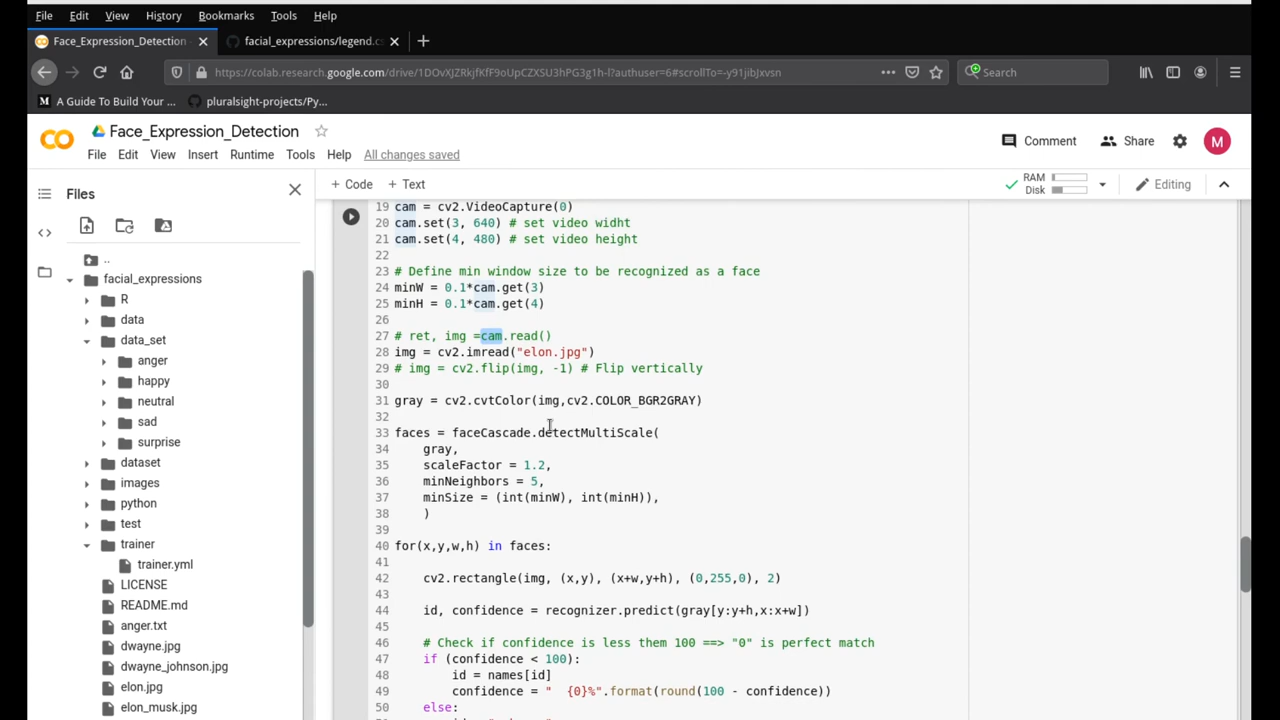 File Edit View History Bookmarks Tools Help
Face_Expression_Detection facial_expressions/legend.cs
https://colab.research.google.com/drive/1DOvXJZRkjfKfF9oUpCZXSU3hPG3g1h-l?authuser=6#scrollTo=-y91jibJxvsn Search
A Guide To Build Your ... pluralsight-projects/Py...
Face_Expression_Detection
Comment Share M
File Edit View Insert Runtime Tools Help All changes saved
Files
+ Code + Text RAM Disk Editing
..
facial_expressions
R
data
data_set
anger
happy
neutral
sad
surprise
dataset
images
python
test
trainer
trainer.yml
LICENSE
README.md
anger.txt
dwayne.jpg
dwayne_johnson.jpg
elon.jpg
elon_musk.jpg
19 cam = cv2.VideoCapture(0)
20 cam.set(3, 640) # set video widht
21 cam.set(4, 480) # set video height
22
23 # Define min window size to be recognized as a face
24 minW = 0.1*cam.get(3)
25 minH = 0.1*cam.get(4)
26
27 # ret, img =cam.read()
28 img = cv2.imread("elon.jpg")
29 # img = cv2.flip(img, -1) # Flip vertically
30
31 gray = cv2.cvtColor(img,cv2.COLOR_BGR2GRAY)
32
33 faces = faceCascade.detectMultiScale(
34 gray,
35 scaleFactor = 1.2,
36 minNeighbors = 5,
37 minSize = (int(minW), int(minH)),
38 )
39
40 for(x,y,w,h) in faces:
41
42 cv2.rectangle(img, (x,y), (x+w,y+h), (0,255,0), 2)
43
44 id, confidence = recognizer.predict(gray[y:y+h,x:x+w])
45
46 # Check if confidence is less them 100 ==> "0" is perfect match
47 if (confidence < 100):
48 id = names[id]
49 confidence = "  {0}%".format(round(100 - confidence))
50 else: